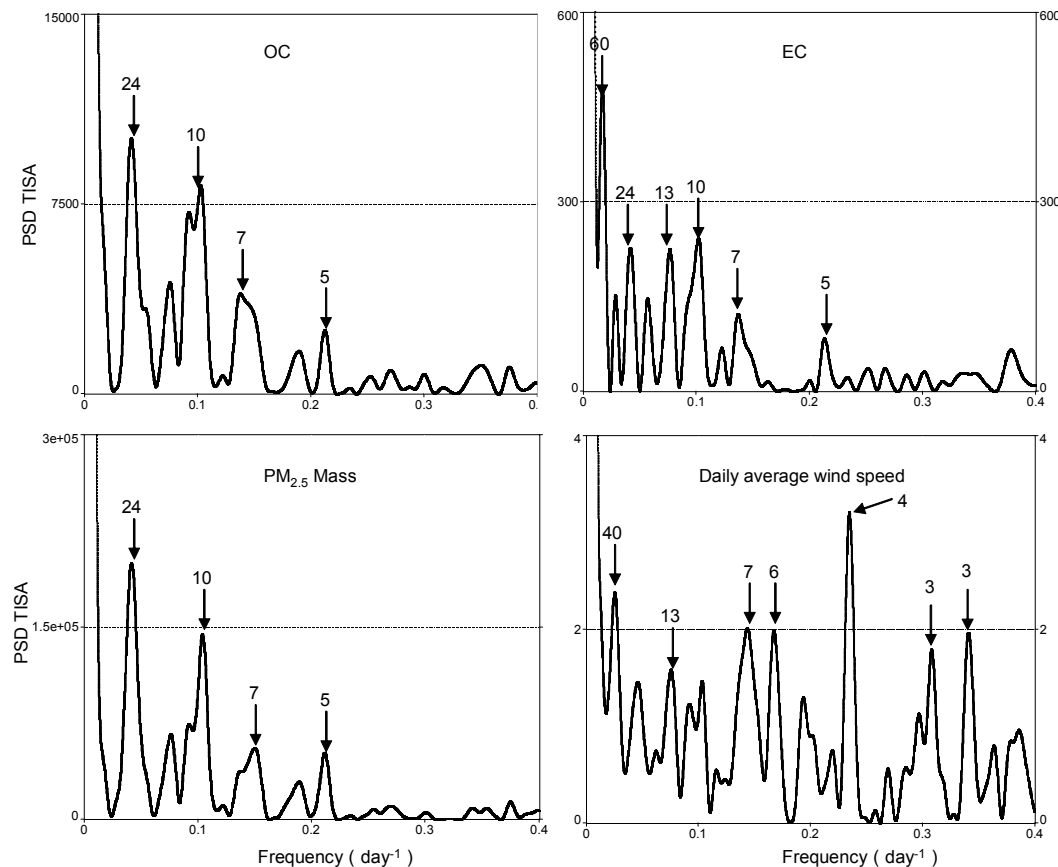 15000
OC
24
10
7500
7
5
0
0 0.1 0.2 0.3 0.
PSD TISA
600 600
60
EC
300 300
24 13 10
7
5
0 0
0 0.1 0.2 0.3 0.4
3e+05
PM2.5 Mass
24
10
1.5e+05
7 5
0
0 0.1 0.2 0.3 0.4
PSD TISA
Frequency ( day-1 )
4 4
Daily average wind speed
4
40
7 6
3 3
13
2 2
0 0.0
0 0.1 0.2 0.3 0.4
Frequency ( day-1 )